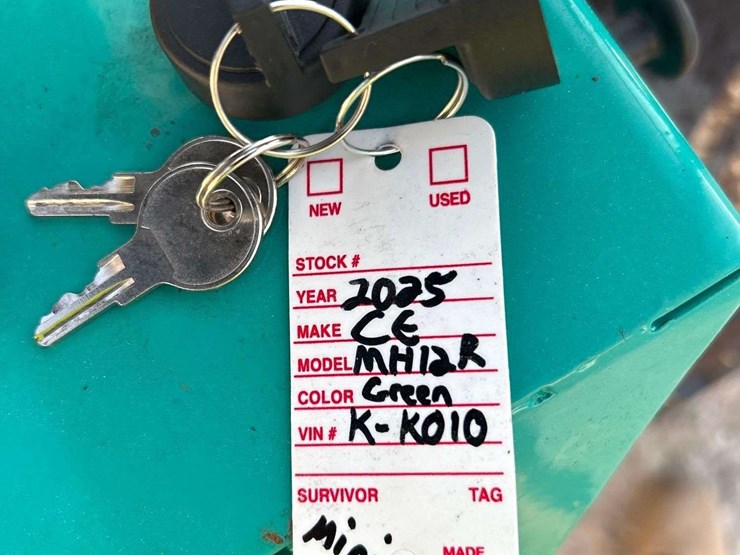 NEW USED
STOCK #
YEAR 2025
MAKE CE
MODEL MH12R
COLOR Green
VIN # K-K010
SURVIVOR TAG
MADE